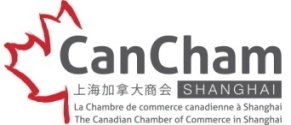 CanCham
上海加拿大商会 SHANGHAI
La Chambre de commerce canadienne à Shanghai
The Canadian Chamber of Commerce in Shanghai